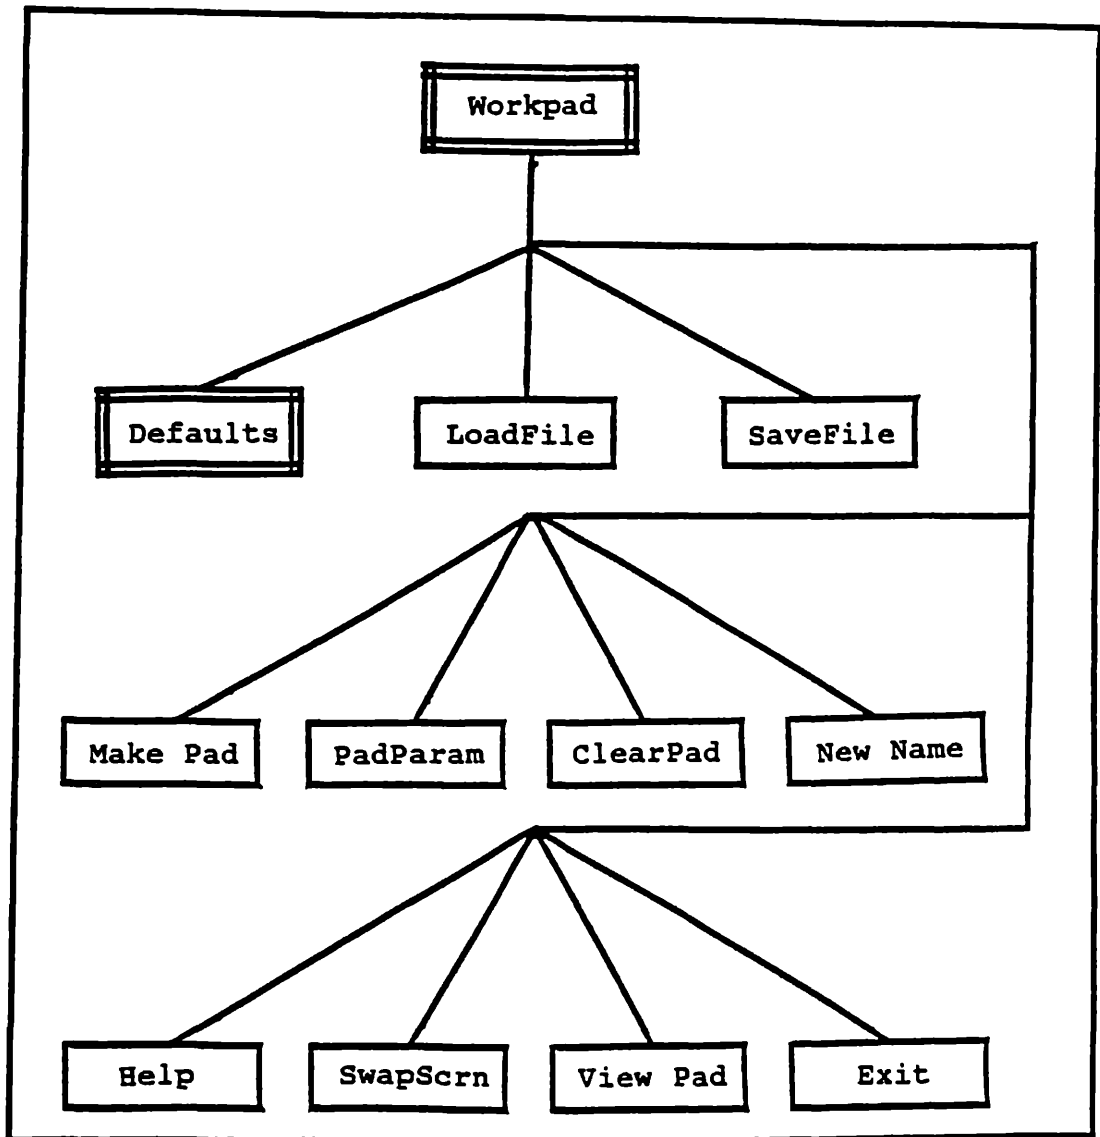 Workpad
Defaults
LoadFile
SaveFile
Make Pad
PadParam
ClearPad
New Name
Help
SwapScrn
View Pad
Exit